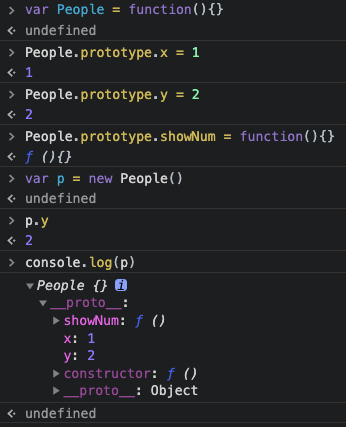 > var People = function(){}
<· undefined
> People.prototype.x = 1
<· 1
> People.prototype.y = 2
<· 2
> People.prototype.showNum = function(){}
<· ƒ (){}
> var p = new People()
<· undefined
> p.y
<· 2
> console.log(p)
▼People {} i
▼__proto__:
▶showNum: ƒ ()
x: 1
y: 2
▶constructor: ƒ ()
▶__proto__: Object
<· undefined